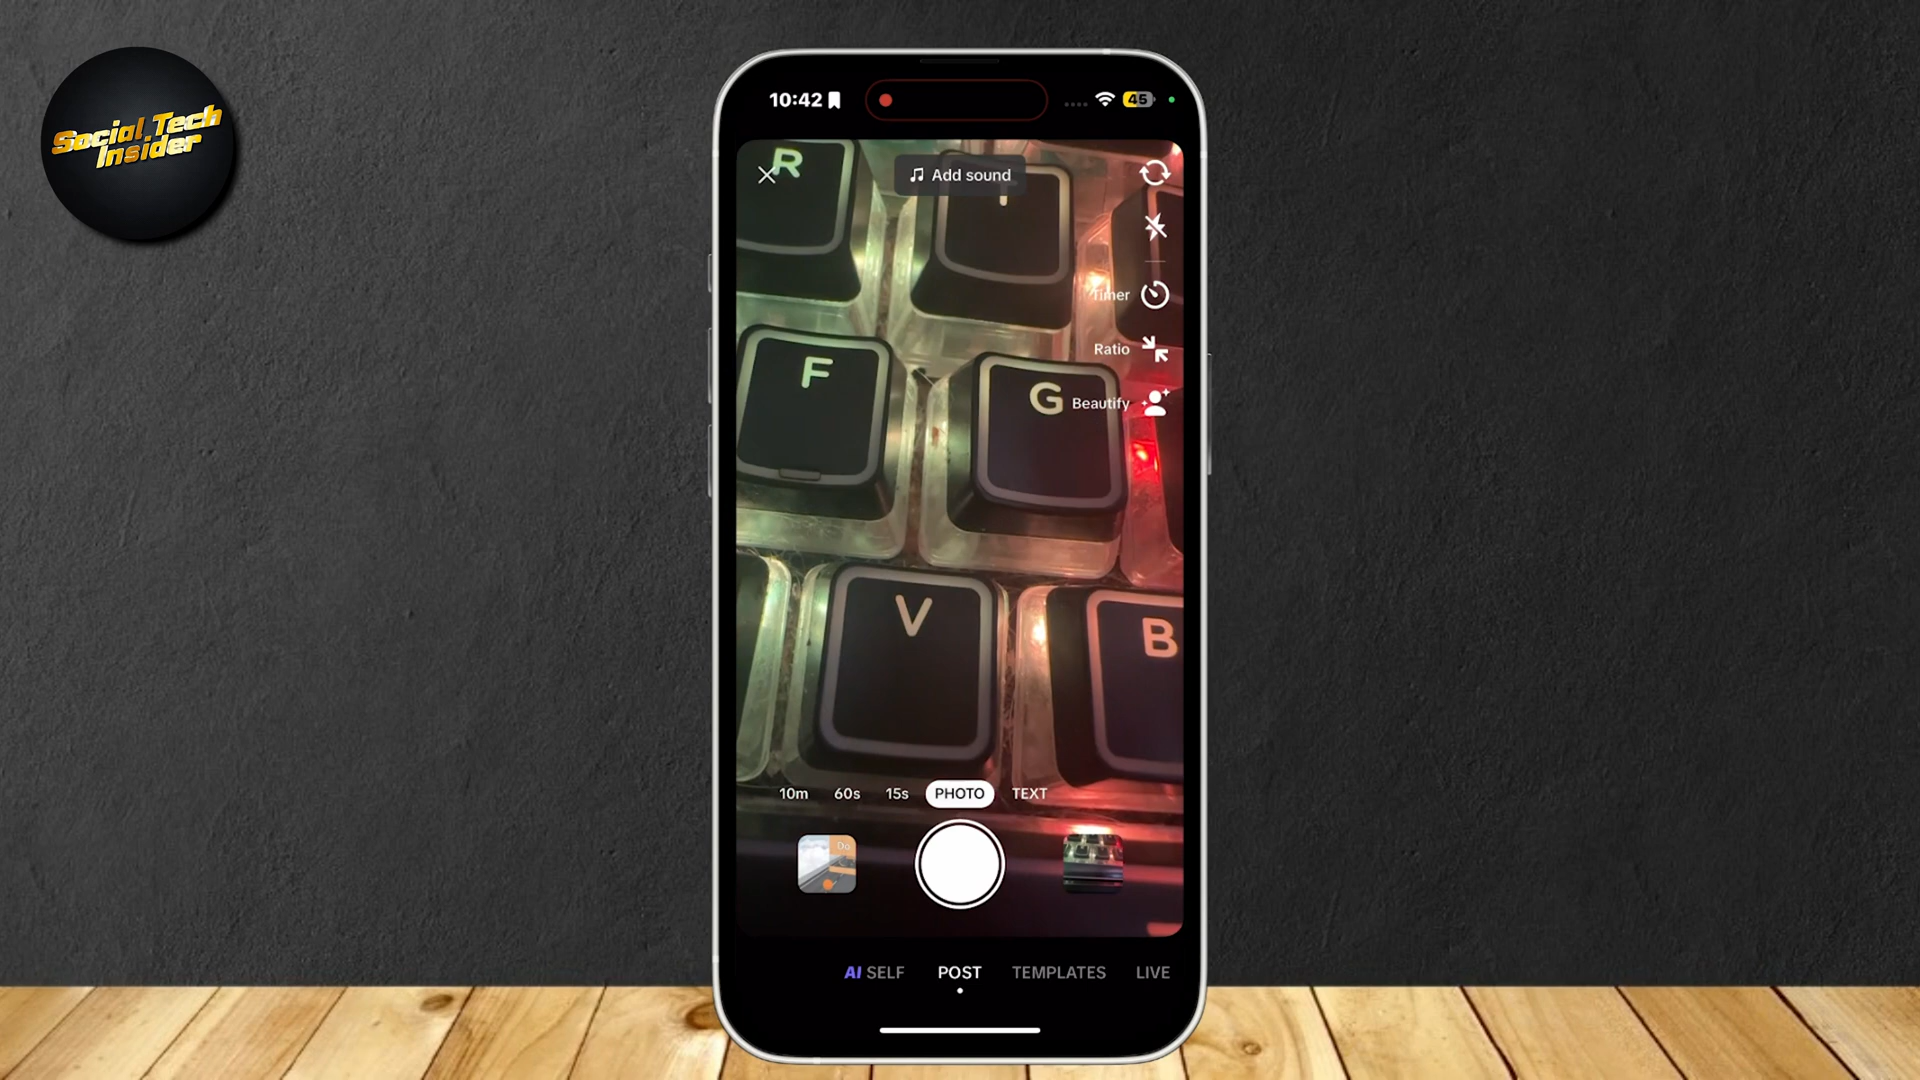 Social Tech
Insider
10:42
45
R
Add sound
Timer
Ratio
F
G
Beautify
V
B
10m 60s 15s PHOTO TEXT
Do
AI SELF POST TEMPLATES LIVE